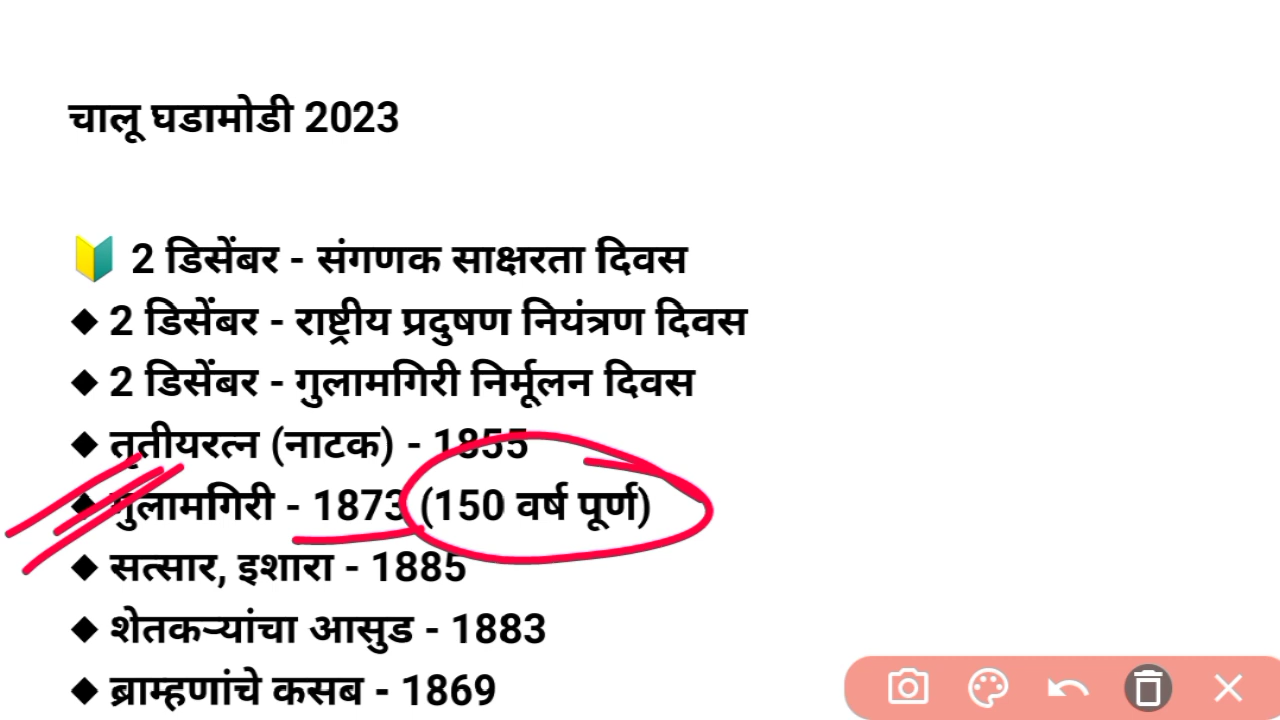 चालू घडामोडी 2023
2 डिसेंबर - संगणक साक्षरता दिवस
◆ 2 डिसेंबर - राष्ट्रीय प्रदुषण नियंत्रण दिवस
◆ 2 डिसेंबर - गुलामगिरी निर्मूलन दिवस
◆ तृतीयरत्न (नाटक) - 1855
◆ गुलामगिरी - 1873 (150 वर्ष पूर्ण)
◆ सत्सार, इशारा - 1885
◆ शेतकऱ्यांचा आसुड - 1883
◆ ब्राम्हणांचे कसब - 1869